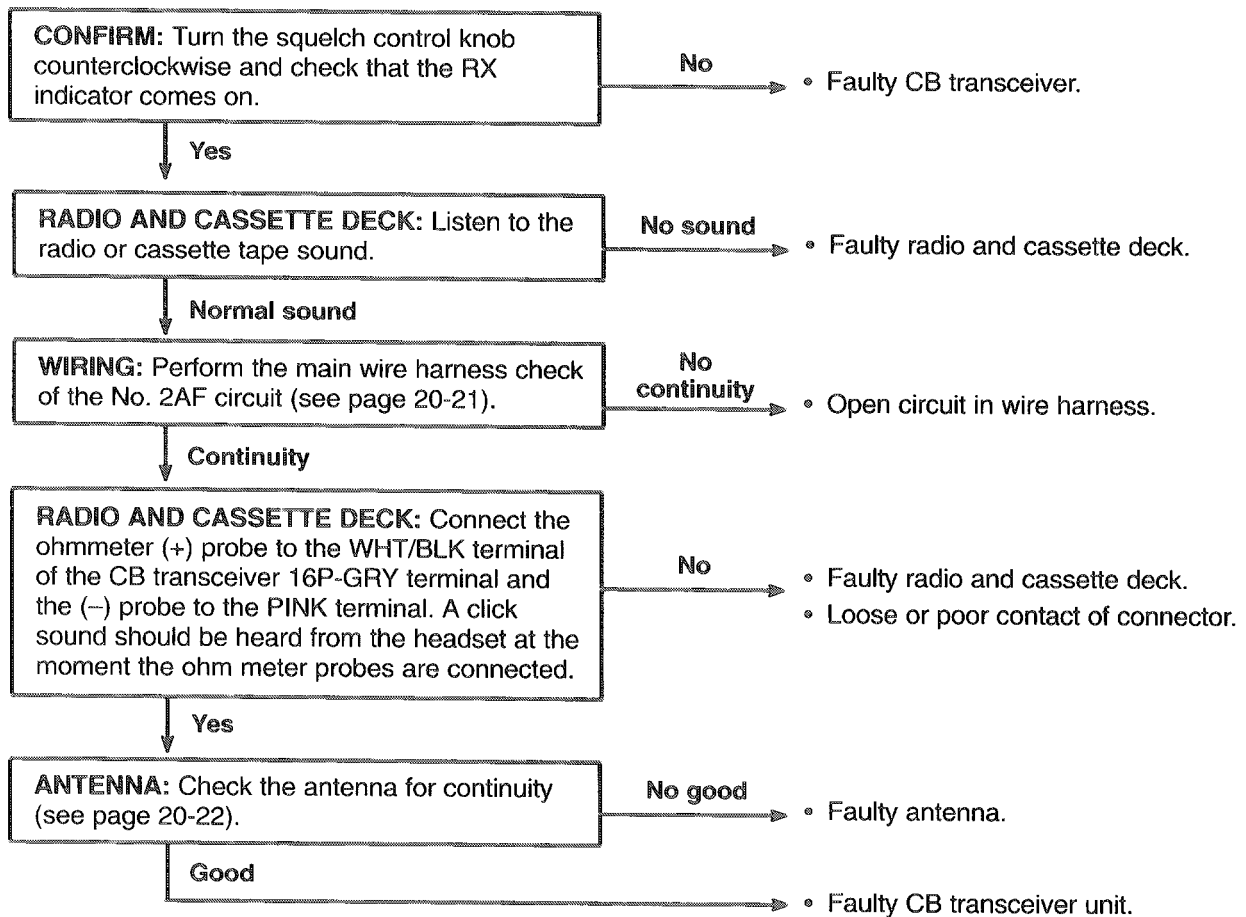 CONFIRM: Turn the squelch control knob
counterclockwise and check that the RX
indicator comes on.
No
• Faulty CB transceiver.
Yes
RADIO AND CASSETTE DECK: Listen to the
radio or cassette tape sound.
No sound
• Faulty radio and cassette deck.
Normal sound
WIRING: Perform the main wire harness check
of the No. 2AF circuit (see page 20-21).
No
continuity
• Open circuit in wire harness.
Continuity
RADIO AND CASSETTE DECK: Connect the
ohmmeter (+) probe to the WHT/BLK terminal
of the CB transceiver 16P-GRY terminal and
the (–) probe to the PINK terminal. A click
sound should be heard from the headset at the
moment the ohm meter probes are connected.
No
• Faulty radio and cassette deck.
• Loose or poor contact of connector.
Yes
ANTENNA: Check the antenna for continuity
(see page 20-22).
No good
• Faulty antenna.
Good
• Faulty CB transceiver unit.